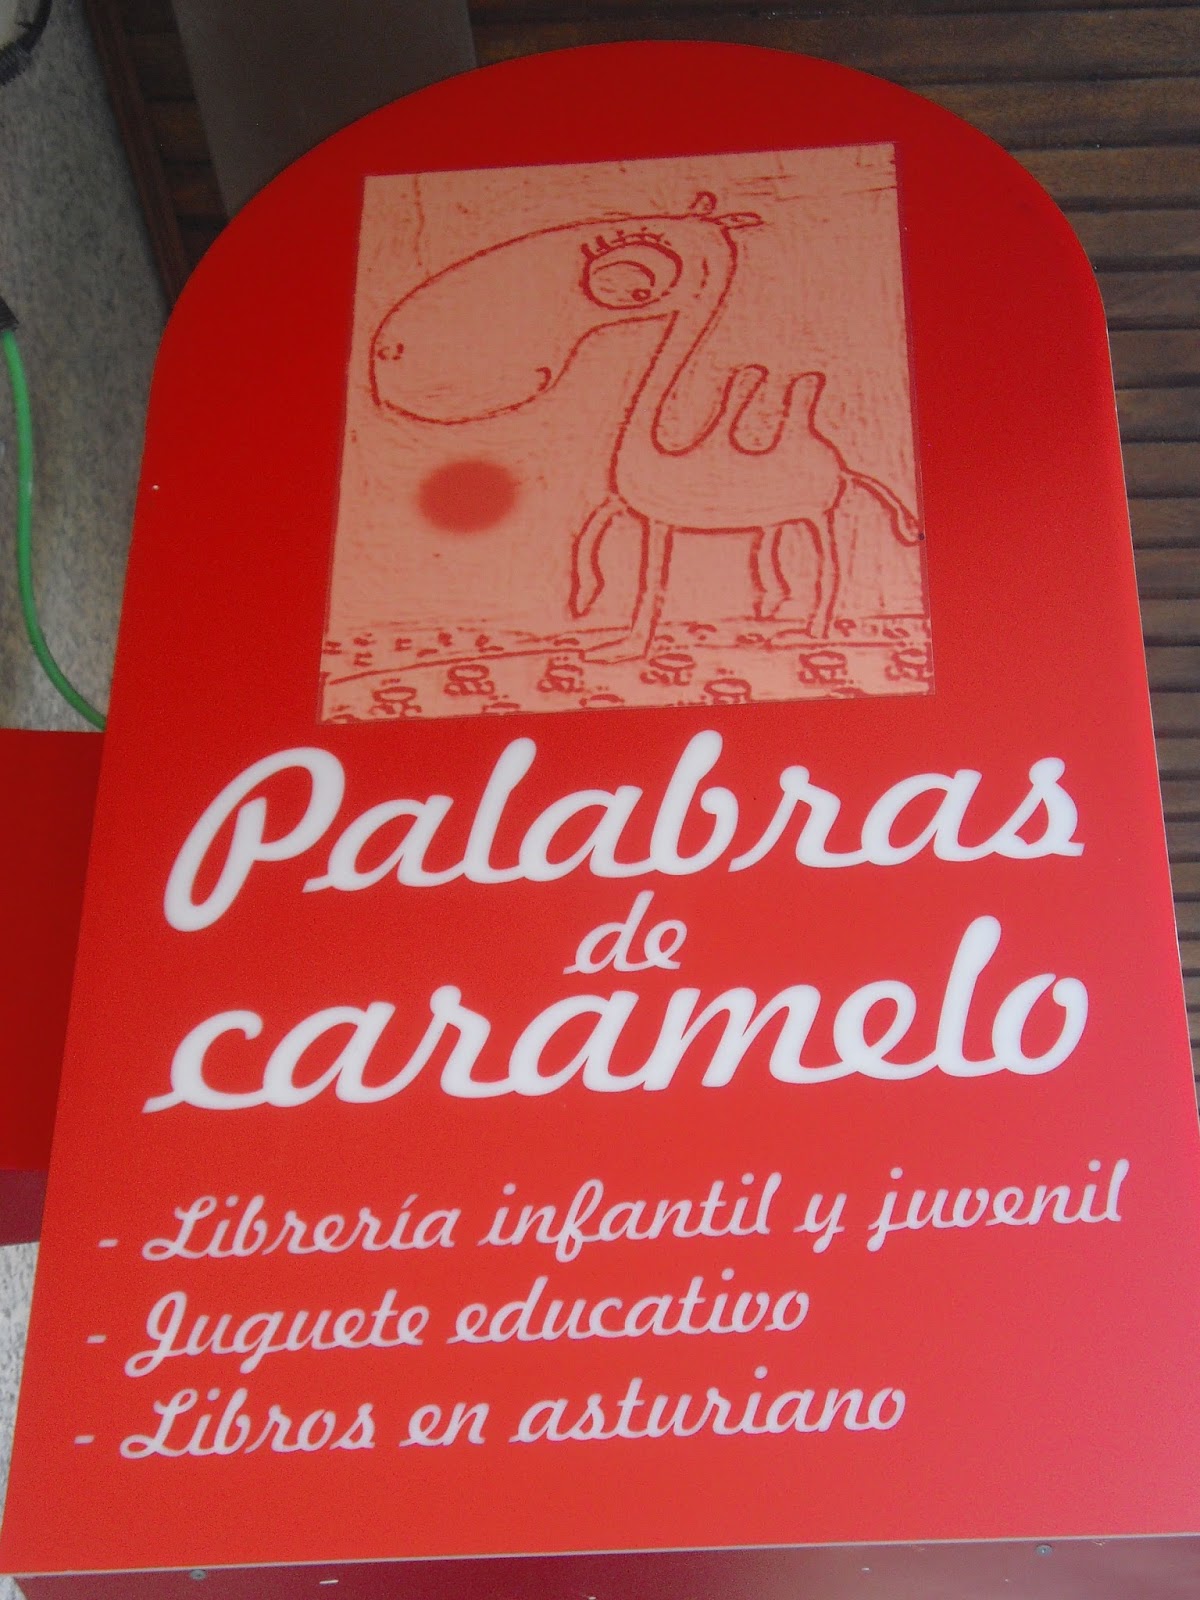 Palabras
de
caramelo
- Librería infantil y juvenil
- Juguete educativo
- Libros en asturiano